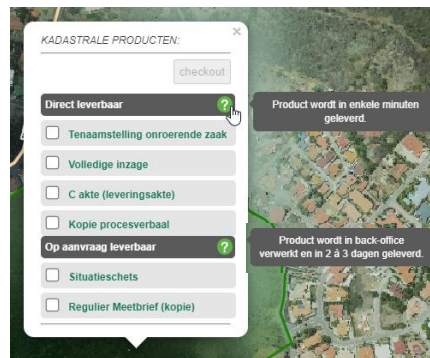 KADASTRALE PRODUCTEN:
×
checkout
Direct leverbaar ?
Product wordt in enkele minuten
geleverd.
Tenaamstelling onroerende zaak
Volledige inzage
C akte (leveringsakte)
Kopie procesverbaal
Op aanvraag leverbaar ?
Product wordt in back-office
verwerkt en in 2 à 3 dagen geleverd.
Situatieschets
Regulier Meetbrief (kopie)